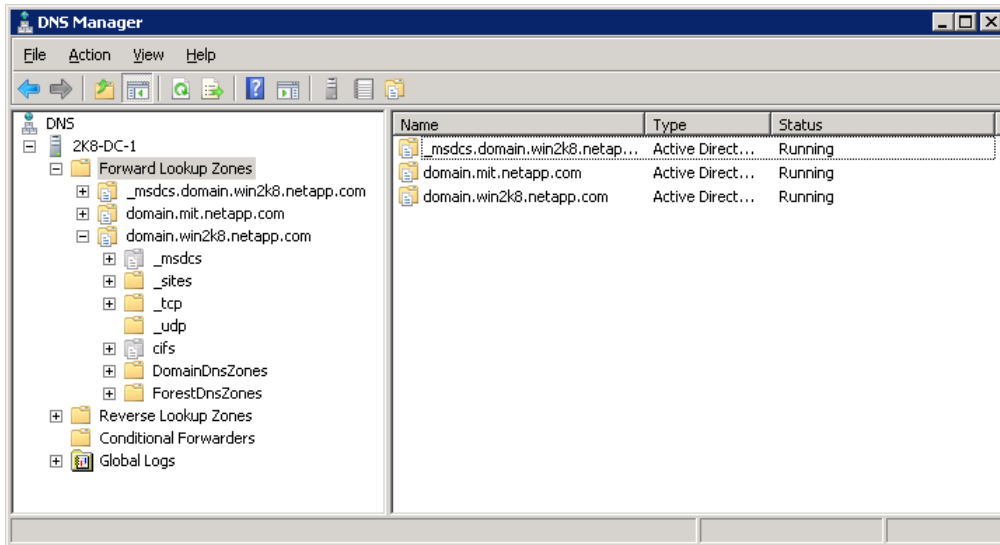 DNS Manager
File Action View Help
DNS
2K8-DC-1
Forward Lookup Zones
_msdcs.domain.win2k8.netapp.com
domain.mit.netapp.com
domain.win2k8.netapp.com
_msdcs
_sites
_tcp
_udp
cifs
DomainDnsZones
ForestDnsZones
Reverse Lookup Zones
Conditional Forwarders
Global Logs
Name Type Status
_msdcs.domain.win2k8.netap... Active Direct... Running
domain.mit.netapp.com Active Direct... Running
domain.win2k8.netapp.com Active Direct... Running